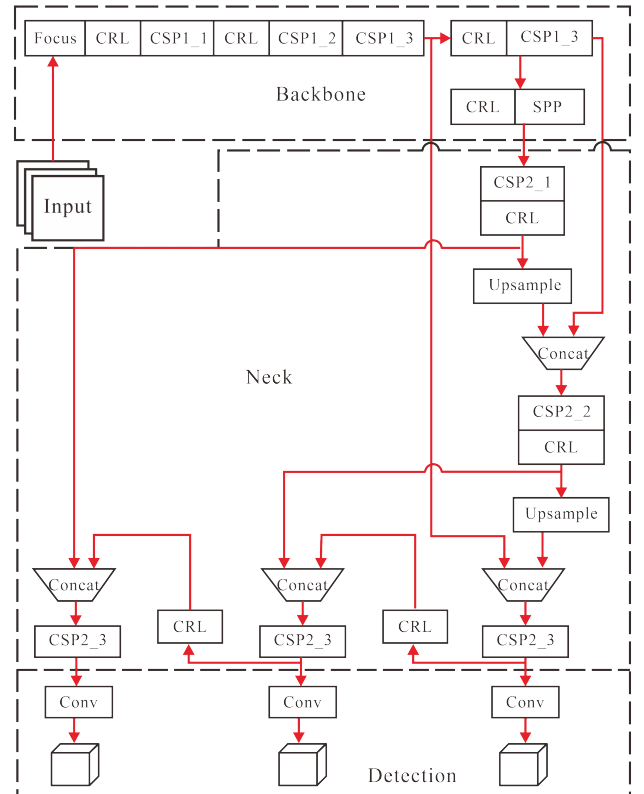 Focus CRL CSP1_1 CRL CSP1_2 CSP1_3 CRL CSP1_3
Backbone
CRL SPP
Input
CSP2_1
CRL
Upsample
Concat
Neck
CSP2_2
CRL
Upsample
Concat Concat Concat
CRL CRL
CSP2_3 CSP2_3 CSP2_3
Conv Conv Conv
Detection